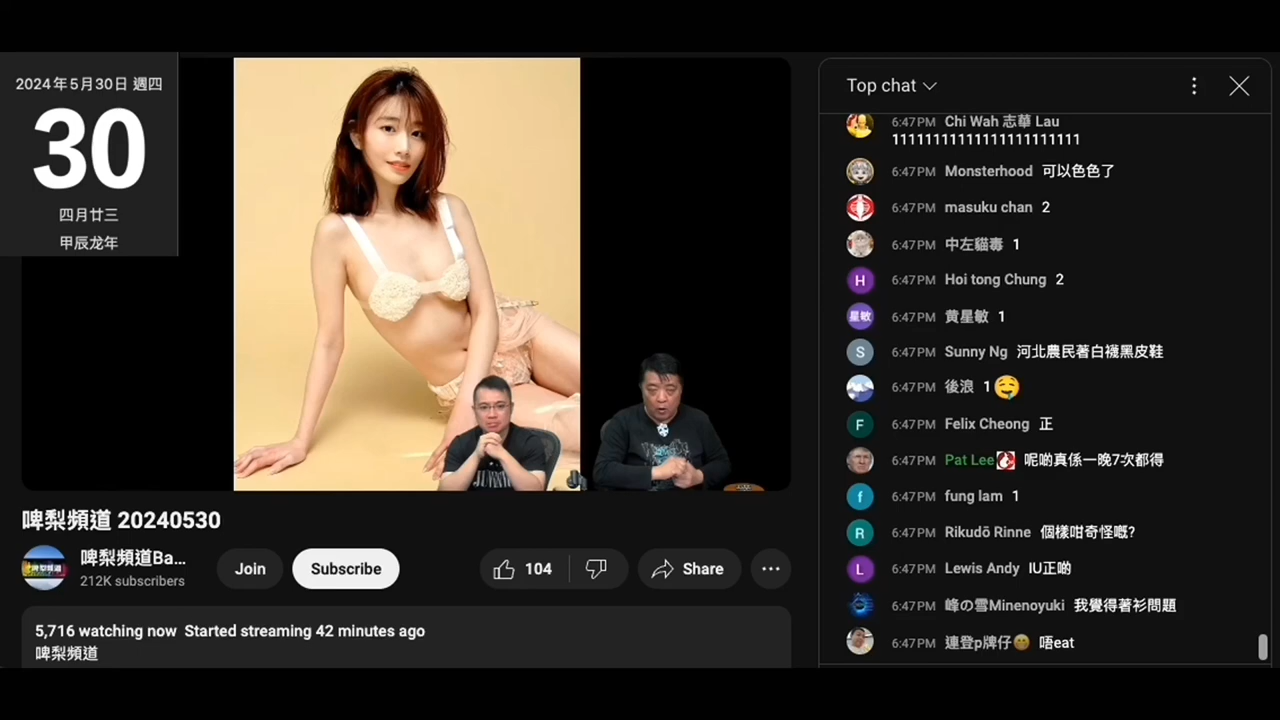 2024年5月30日 週四
30
四月廿三
甲辰龙年
啤梨頻道 20240530
啤梨頻道Ba...
212K subscribers
Join
Subscribe
104
Share
5,716 watching now Started streaming 42 minutes ago
啤梨頻道
Top chat
6:47PM Chi Wah 志華 Lau
11111111111111111111111
6:47PM Monsterhood 可以色色了
6:47PM masuku chan 2
6:47PM 中左貓毒 1
H 6:47PM Hoi tong Chung 2
星敏 6:47PM 黄星敏 1
S 6:47PM Sunny Ng 河北農民著白襪黑皮鞋
6:47PM 後浪 1🤤
F 6:47PM Felix Cheong 正
6:47PM Pat Lee 呢啲真係一晚7次都得
f 6:47PM fung lam 1
R 6:47PM Rikudō Rinne 個樣咁奇怪嘅?
L 6:47PM Lewis Andy IU正啲
6:47PM 峰の雪Minenoyuki 我覺得著衫問題
6:47PM 連登p牌仔🤭 唔eat